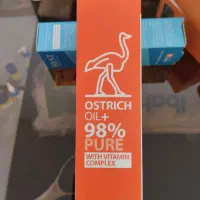 OSTRICH
OIL+
98%
PURE
WITH VITAMIN
COMPLEX